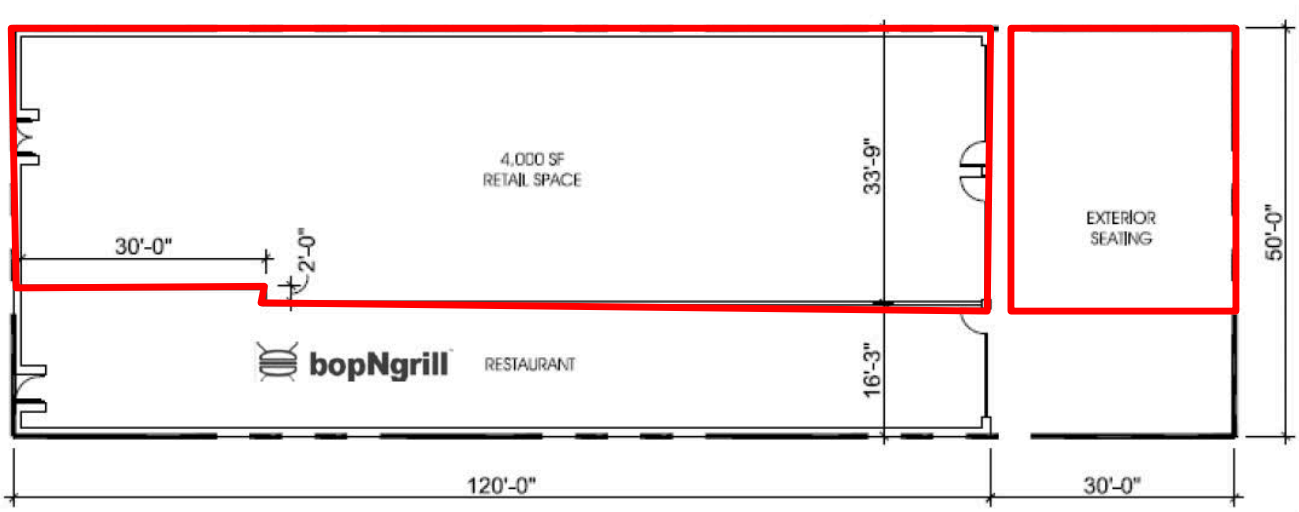 4,000 SF
RETAIL SPACE
33'-9"
30'-0"
2'-0"
EXTERIOR
SEATING
50'-0"
bopNgrill
RESTAURANT
16'-3"
120'-0"
30'-0"